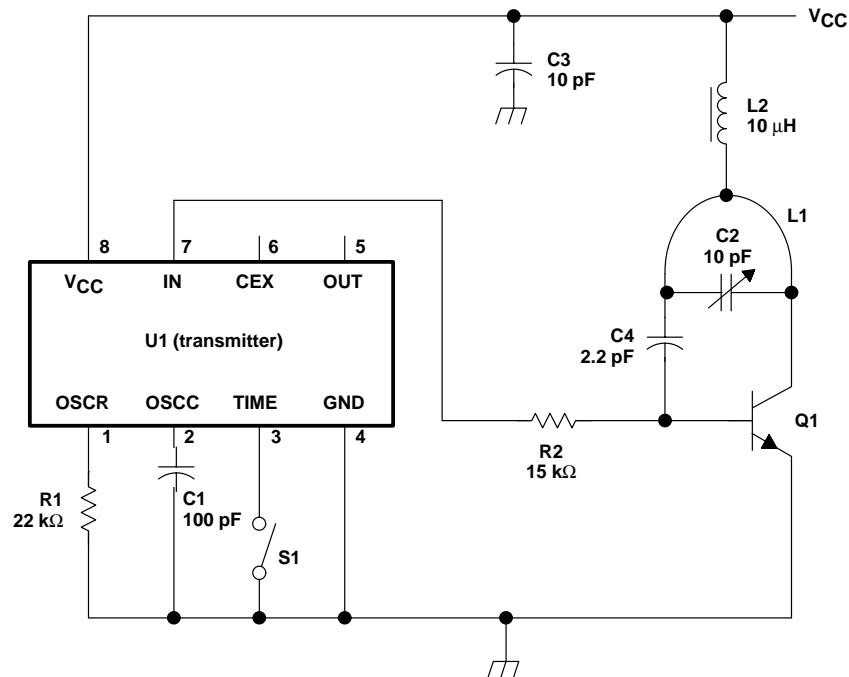 VCC
C3
10 pF
L2
10 μH
L1
C2
10 pF
8
7
6
5
VCC
IN
CEX
OUT
U1 (transmitter)
C4
2.2 pF
OSCR
OSCC
TIME
GND
1
2
3
4
Q1
R2
15 kΩ
R1
22 kΩ
C1
100 pF
S1